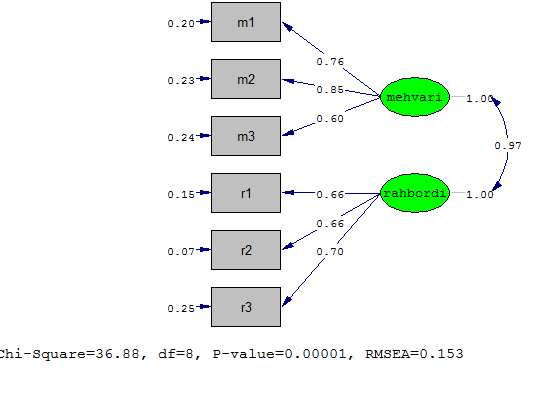 0.20 m1
0.76
0.23 m2
0.85
mehvari 1.00
0.60
0.24 m3
0.97
0.15 r1
0.66
rahbordi 1.00
0.66
0.07 r2
0.70
0.25 r3
Chi-Square=36.88, df=8, P-value=0.00001, RMSEA=0.153